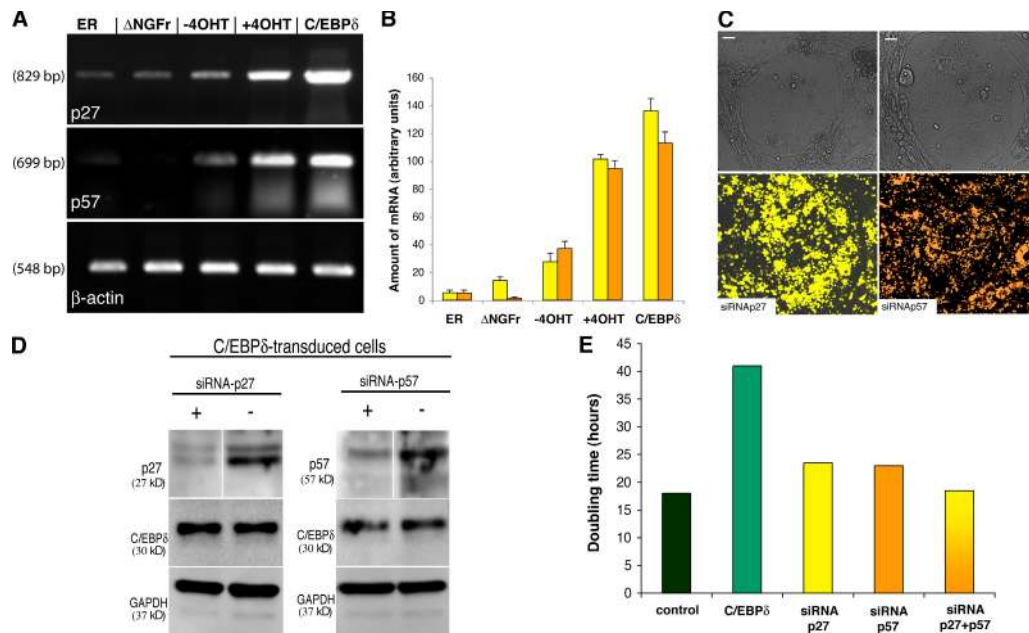 A
ER ΔNGFr -4OHT +4OHT C/EBPδ
(829 bp)
p27
(699 bp)
p57
(548 bp)
β-actin
B
Amount of mRNA (arbitrary units)
160
140
120
100
80
60
40
20
0
ER ΔNGFr -4OHT +4OHT C/EBPδ
C
siRNAp27
siRNAp57
D
C/EBPδ-transduced cells
siRNA-p27
+ -
p27
(27 kD)
C/EBPδ
(30 kD)
GAPDH
(37 kD)
siRNA-p57
+ -
p57
(57 kD)
C/EBPδ
(30 kD)
GAPDH
(37 kD)
E
Doubling time (hours)
45
40
35
30
25
20
15
10
5
0
control C/EBPδ siRNA p27 siRNA p57 siRNA p27+p57